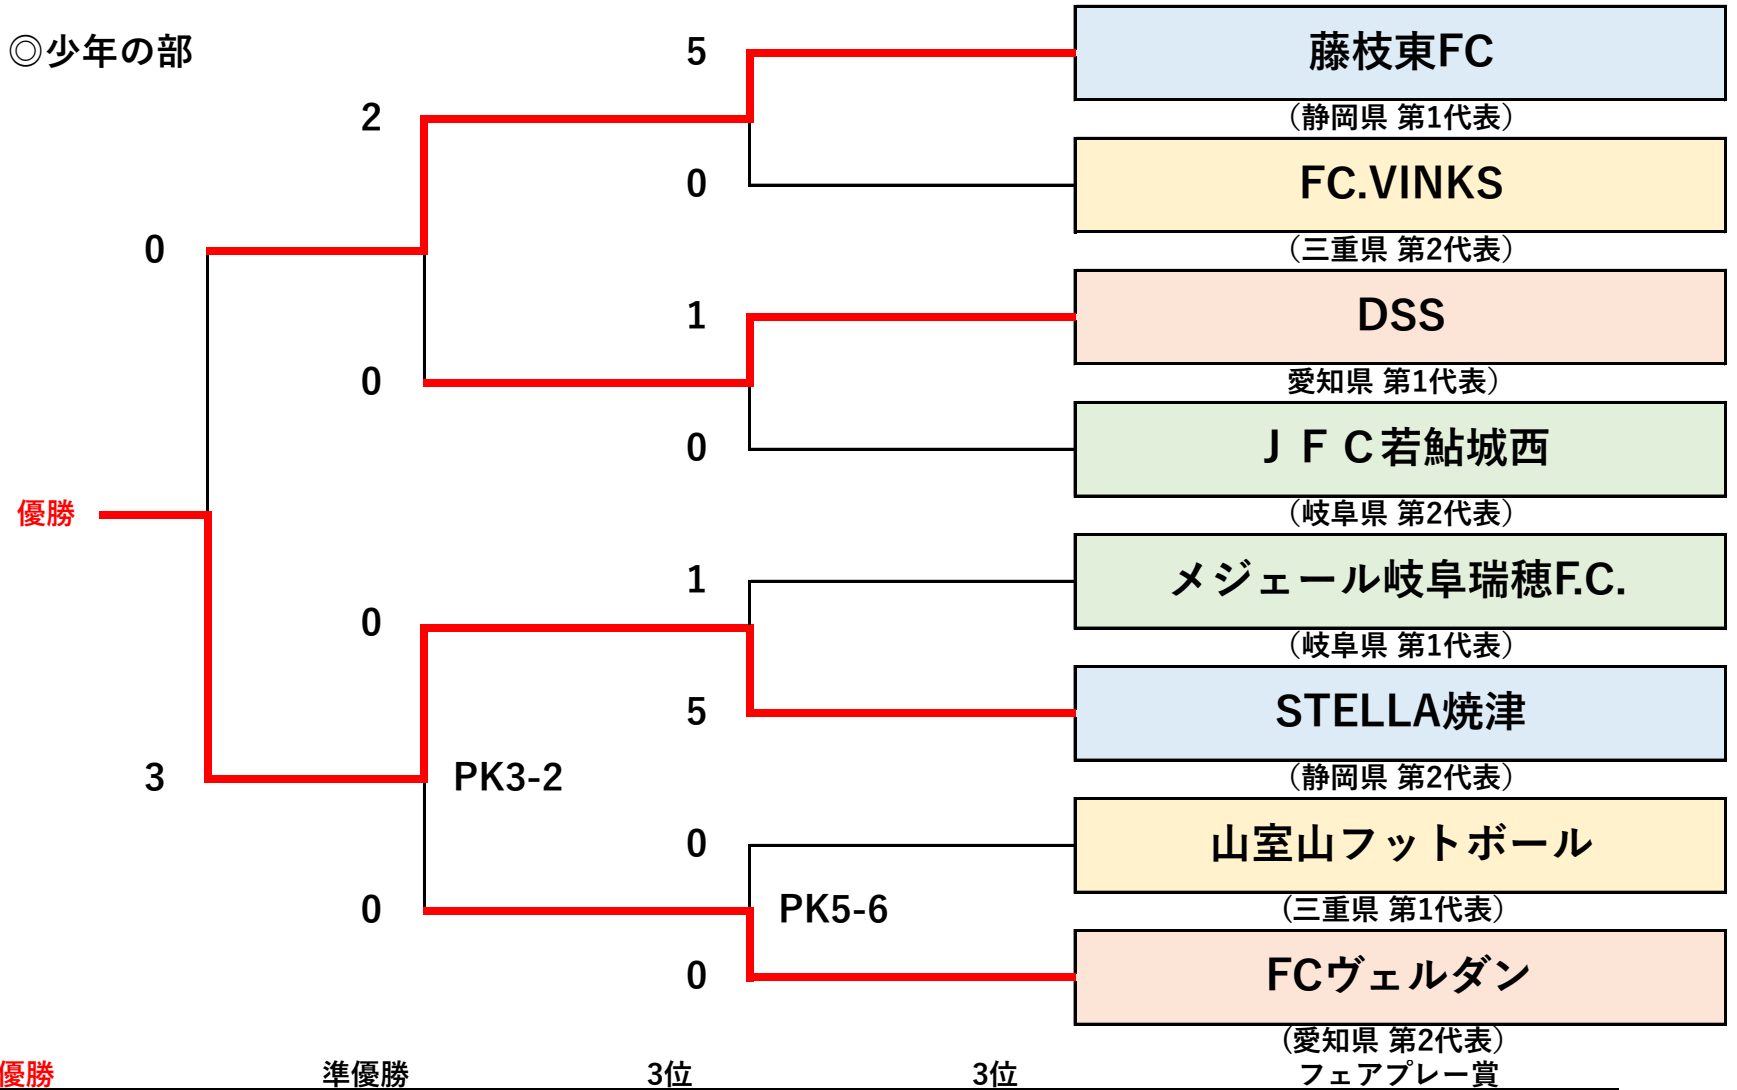 ◎少年の部
5
藤枝東FC
（静岡県 第1代表）
2
0
FC.VINKS
（三重県 第2代表）
0
1
DSS
愛知県 第1代表）
0
0
ＪＦＣ若鮎城西
（岐阜県 第2代表）
優勝
1
メジェール岐阜瑞穂F.C.
（岐阜県 第1代表）
0
5
STELLA焼津
（静岡県 第2代表）
3
PK3-2
0
山室山フットボール
（三重県 第1代表）
0
PK5-6
0
FCヴェルダン
（愛知県 第2代表）
優勝
準優勝
3位
3位
フェアプレー賞